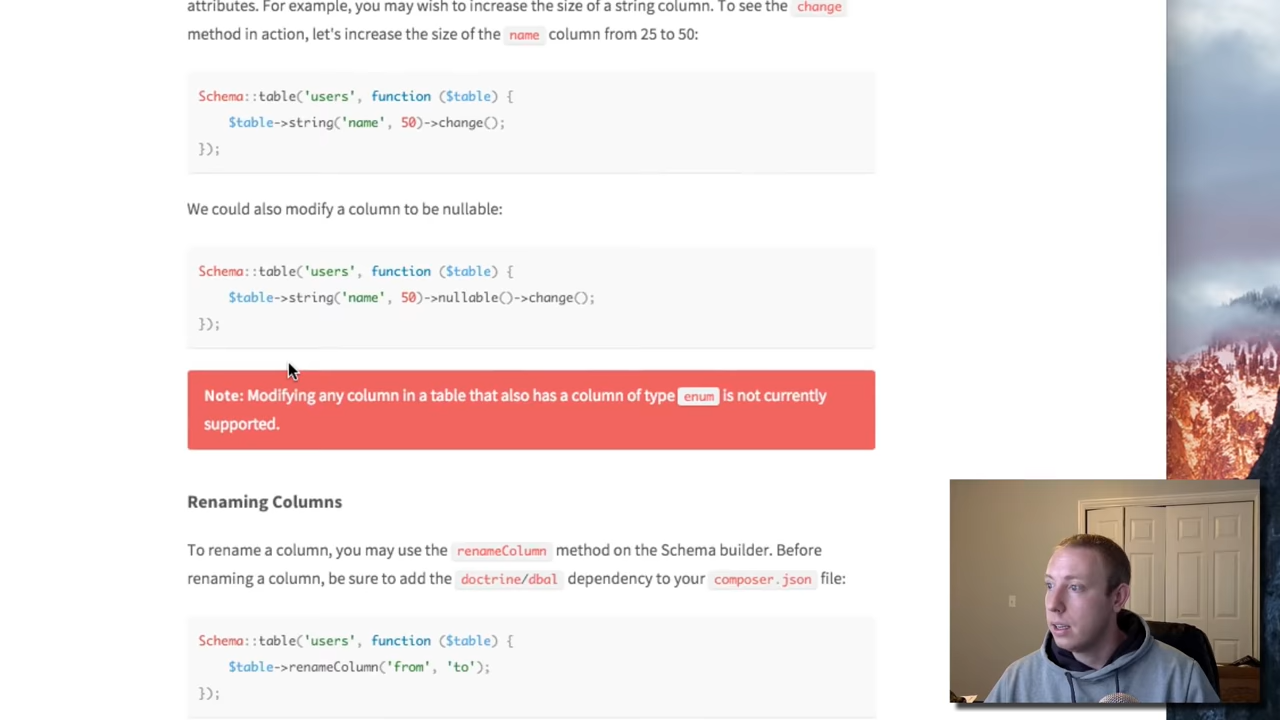 attributes. For example, you may wish to increase the size of a string column. To see the change
method in action, let's increase the size of the name column from 25 to 50:
Schema::table('users', function ($table) {
    $table->string('name', 50)->change();
});
We could also modify a column to be nullable:
Schema::table('users', function ($table) {
    $table->string('name', 50)->nullable()->change();
});
Note: Modifying any column in a table that also has a column of type enum is not currently
supported.
Renaming Columns
To rename a column, you may use the renameColumn method on the Schema builder. Before
renaming a column, be sure to add the doctrine/dbal dependency to your composer.json file:
Schema::table('users', function ($table) {
    $table->renameColumn('from', 'to');
});